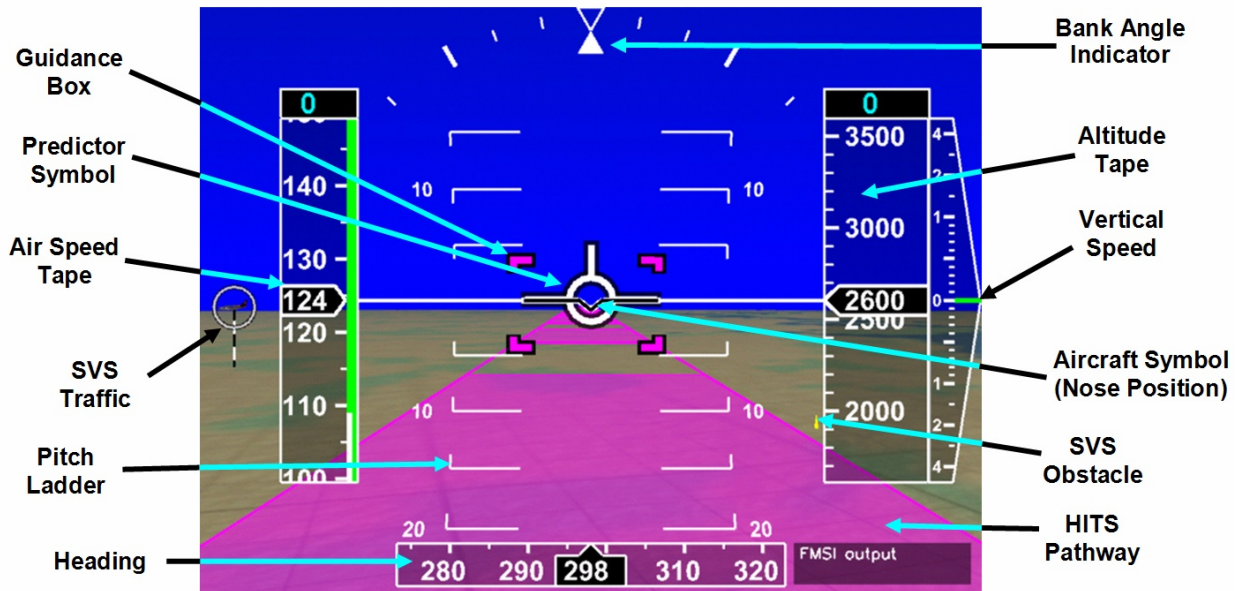 Guidance
Box
Predictor
Symbol
Air Speed
Tape
SVS
Traffic
Pitch
Ladder
Heading
Bank Angle
Indicator
Altitude
Tape
Vertical
Speed
Aircraft Symbol
(Nose Position)
SVS
Obstacle
HITS
Pathway
0
140
130
124
120
110
100
10
10
10
10
20
20
0
3500
3000
2600
2500
2000
4
2
1
0
1
2
4
280
290
298
310
320
FMSI output